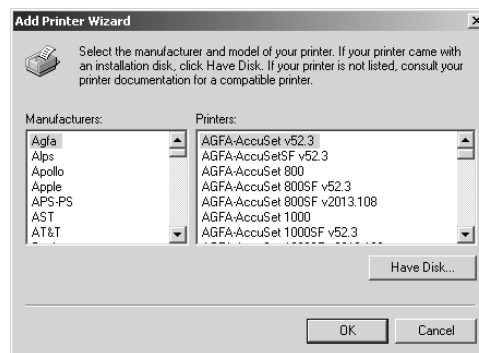 Add Printer Wizard
Select the manufacturer and model of your printer. If your printer came with
an installation disk, click Have Disk. If your printer is not listed, consult your
printer documentation for a compatible printer.
Manufacturers:
Agfa
Alps
Apollo
Apple
APS-PS
AST
AT&T
Printers:
AGFA-AccuSet v52.3
AGFA-AccuSetSF v52.3
AGFA-AccuSet 800
AGFA-AccuSet 800SF v52.3
AGFA-AccuSet 800SF v2013.108
AGFA-AccuSet 1000
AGFA-AccuSet 1000SF v52.3
Have Disk...
OK
Cancel